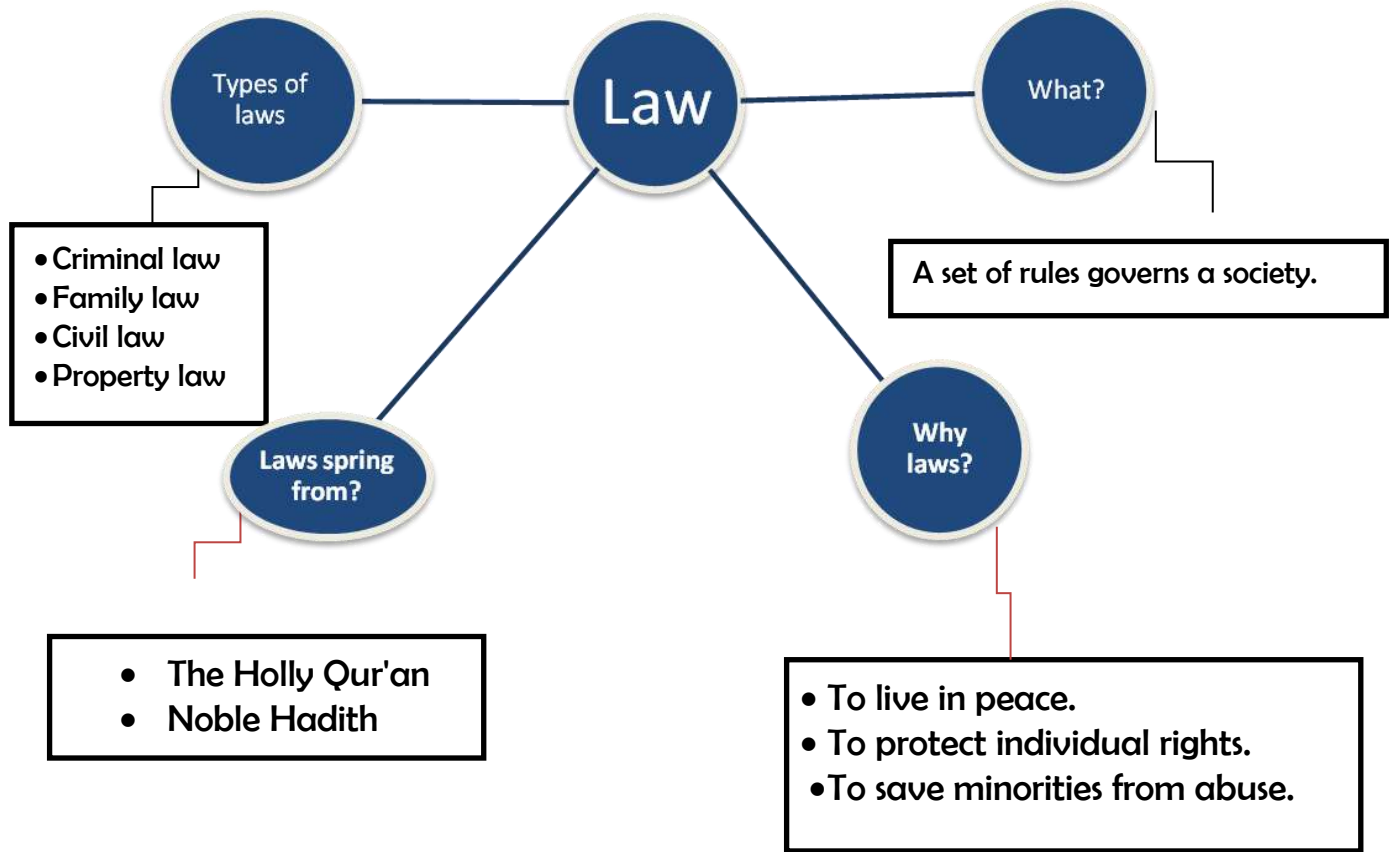 Types of
laws
Law
What?
• Criminal law
• Family law
• Civil law
• Property law
A set of rules governs a society.
Laws spring
from?
Why
laws?
• The Holly Qur'an
• Noble Hadith
• To live in peace.
• To protect individual rights.
• To save minorities from abuse.